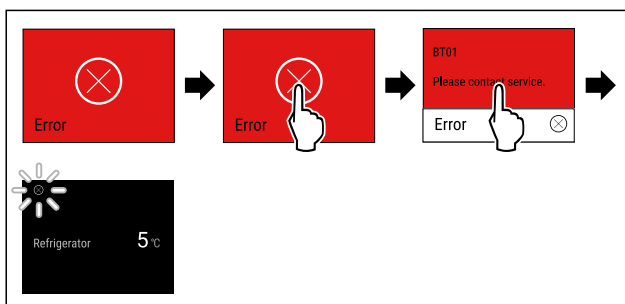 Error
Error
BT01
Please contact service.
Error
Refrigerator 5 °C